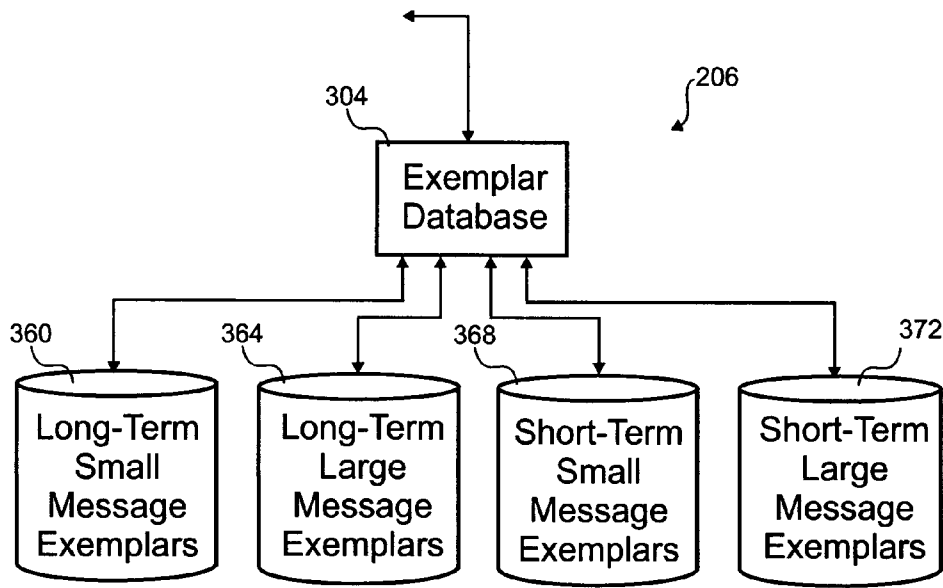 206
304
Exemplar
Database
360
364
368
372
Long-Term
Small
Message
Exemplars
Long-Term
Large
Message
Exemplars
Short-Term
Small
Message
Exemplars
Short-Term
Large
Message
Exemplars